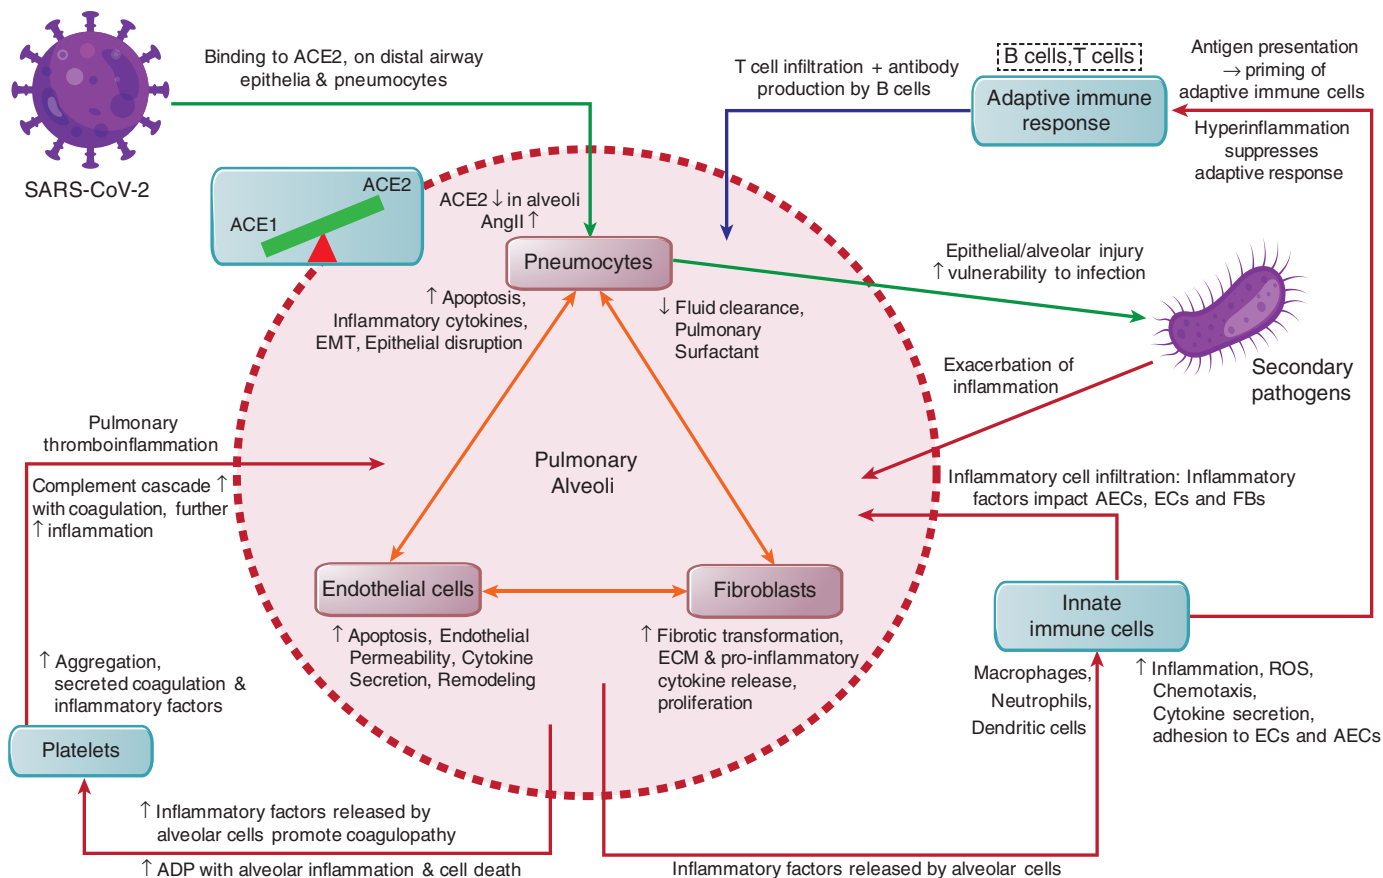 Binding to ACE2, on distal airway
epithelia & pneumocytes
SARS-CoV-2
ACE2
ACE1
T cell infiltration + antibody
production by B cells
B cells,T cells
Adaptive immune
response
Antigen presentation
→ priming of
adaptive immune cells
Hyperinflammation
suppresses
adaptive response
ACE2 ↓ in alveoli
AngII ↑
Pneumocytes
↑ Apoptosis,
Inflammatory cytokines,
EMT, Epithelial disruption
↓ Fluid clearance,
Pulmonary
Surfactant
Epithelial/alveolar injury
↑ vulnerability to infection
Secondary
pathogens
Exacerbation of
inflammation
Pulmonary
thromboinflammation
Complement cascade ↑
with coagulation, further
↑ inflammation
Pulmonary
Alveoli
Inflammatory cell infiltration: Inflammatory
factors impact AECs, ECs and FBs
Endothelial cells
↑ Apoptosis, Endothelial
Permeability, Cytokine
Secretion, Remodeling
Fibroblasts
↑ Fibrotic transformation,
ECM & pro-inflammatory
cytokine release,
proliferation
Innate
immune cells
Macrophages,
Neutrophils,
Dendritic cells
↑ Inflammation, ROS,
Chemotaxis,
Cytokine secretion,
adhesion to ECs and AECs
↑ Aggregation,
secreted coagulation &
inflammatory factors
Platelets
↑ Inflammatory factors released by
alveolar cells promote coagulopathy
↑ ADP with alveolar inflammation & cell death
Inflammatory factors released by alveolar cells